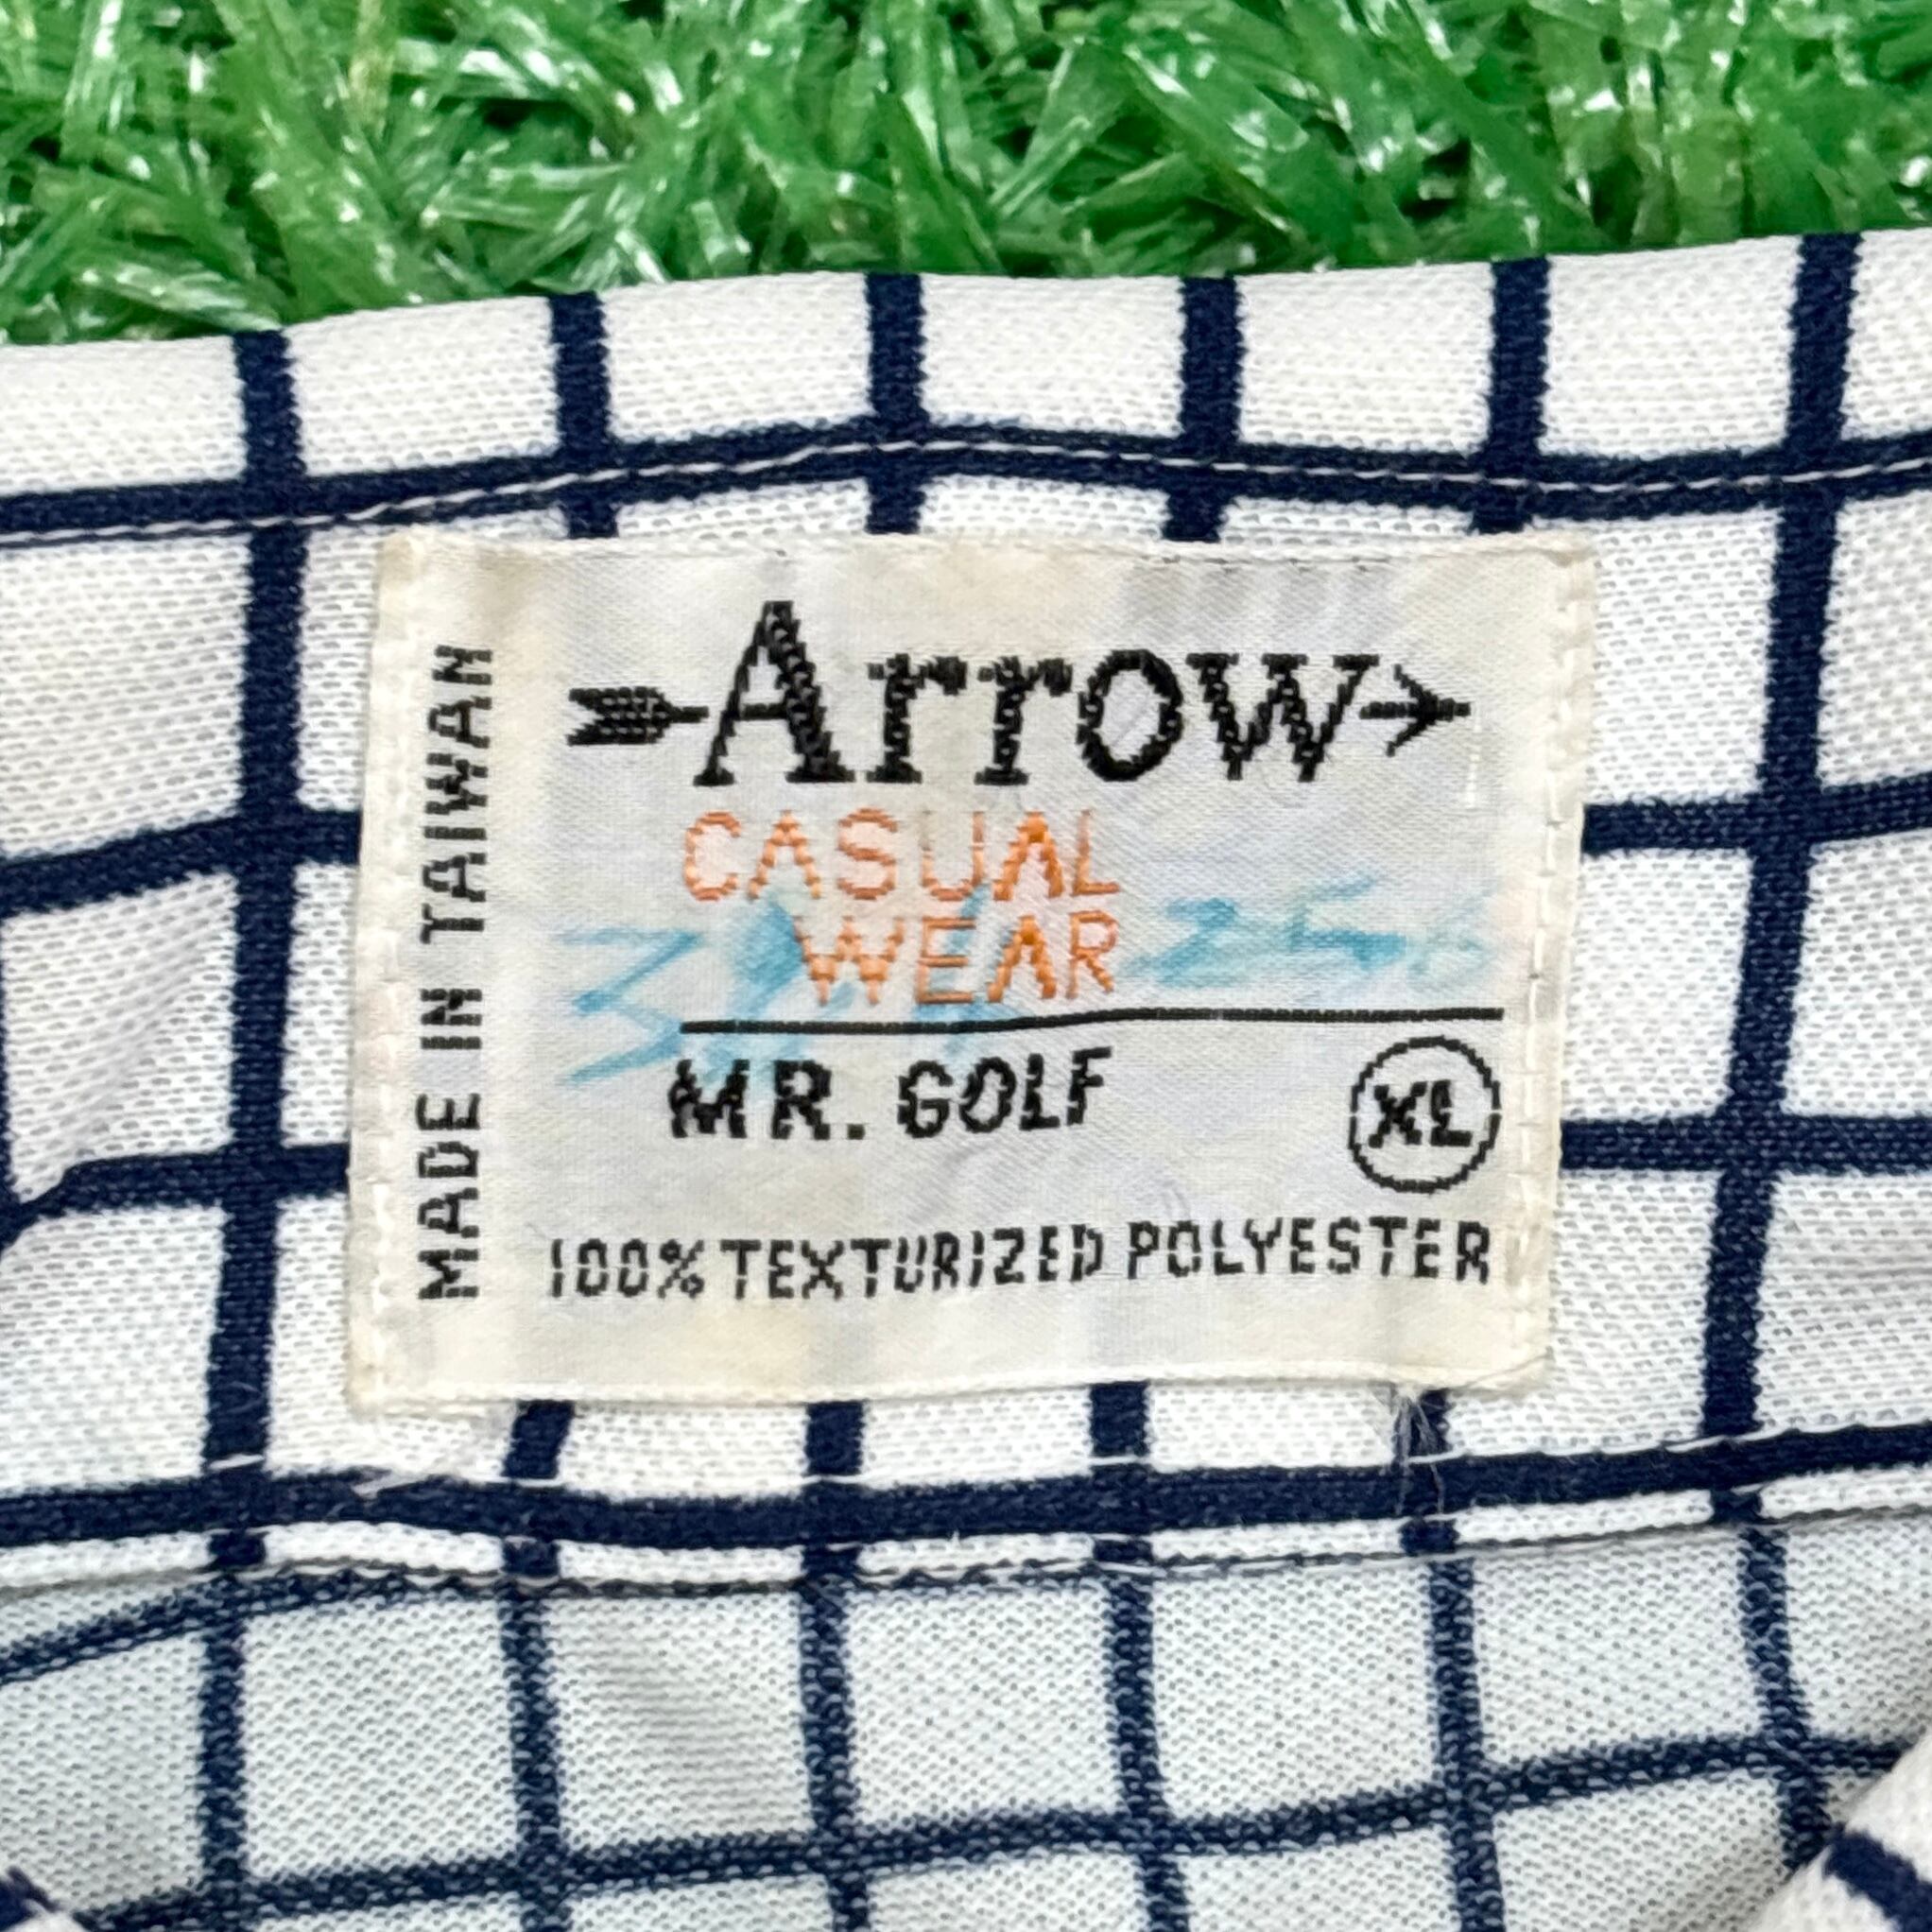 Arrow
CASUAL
WEAR
MR. GOLF
XL
100% TEXTURIZED POLYESTER
MADE IN TAIWAN